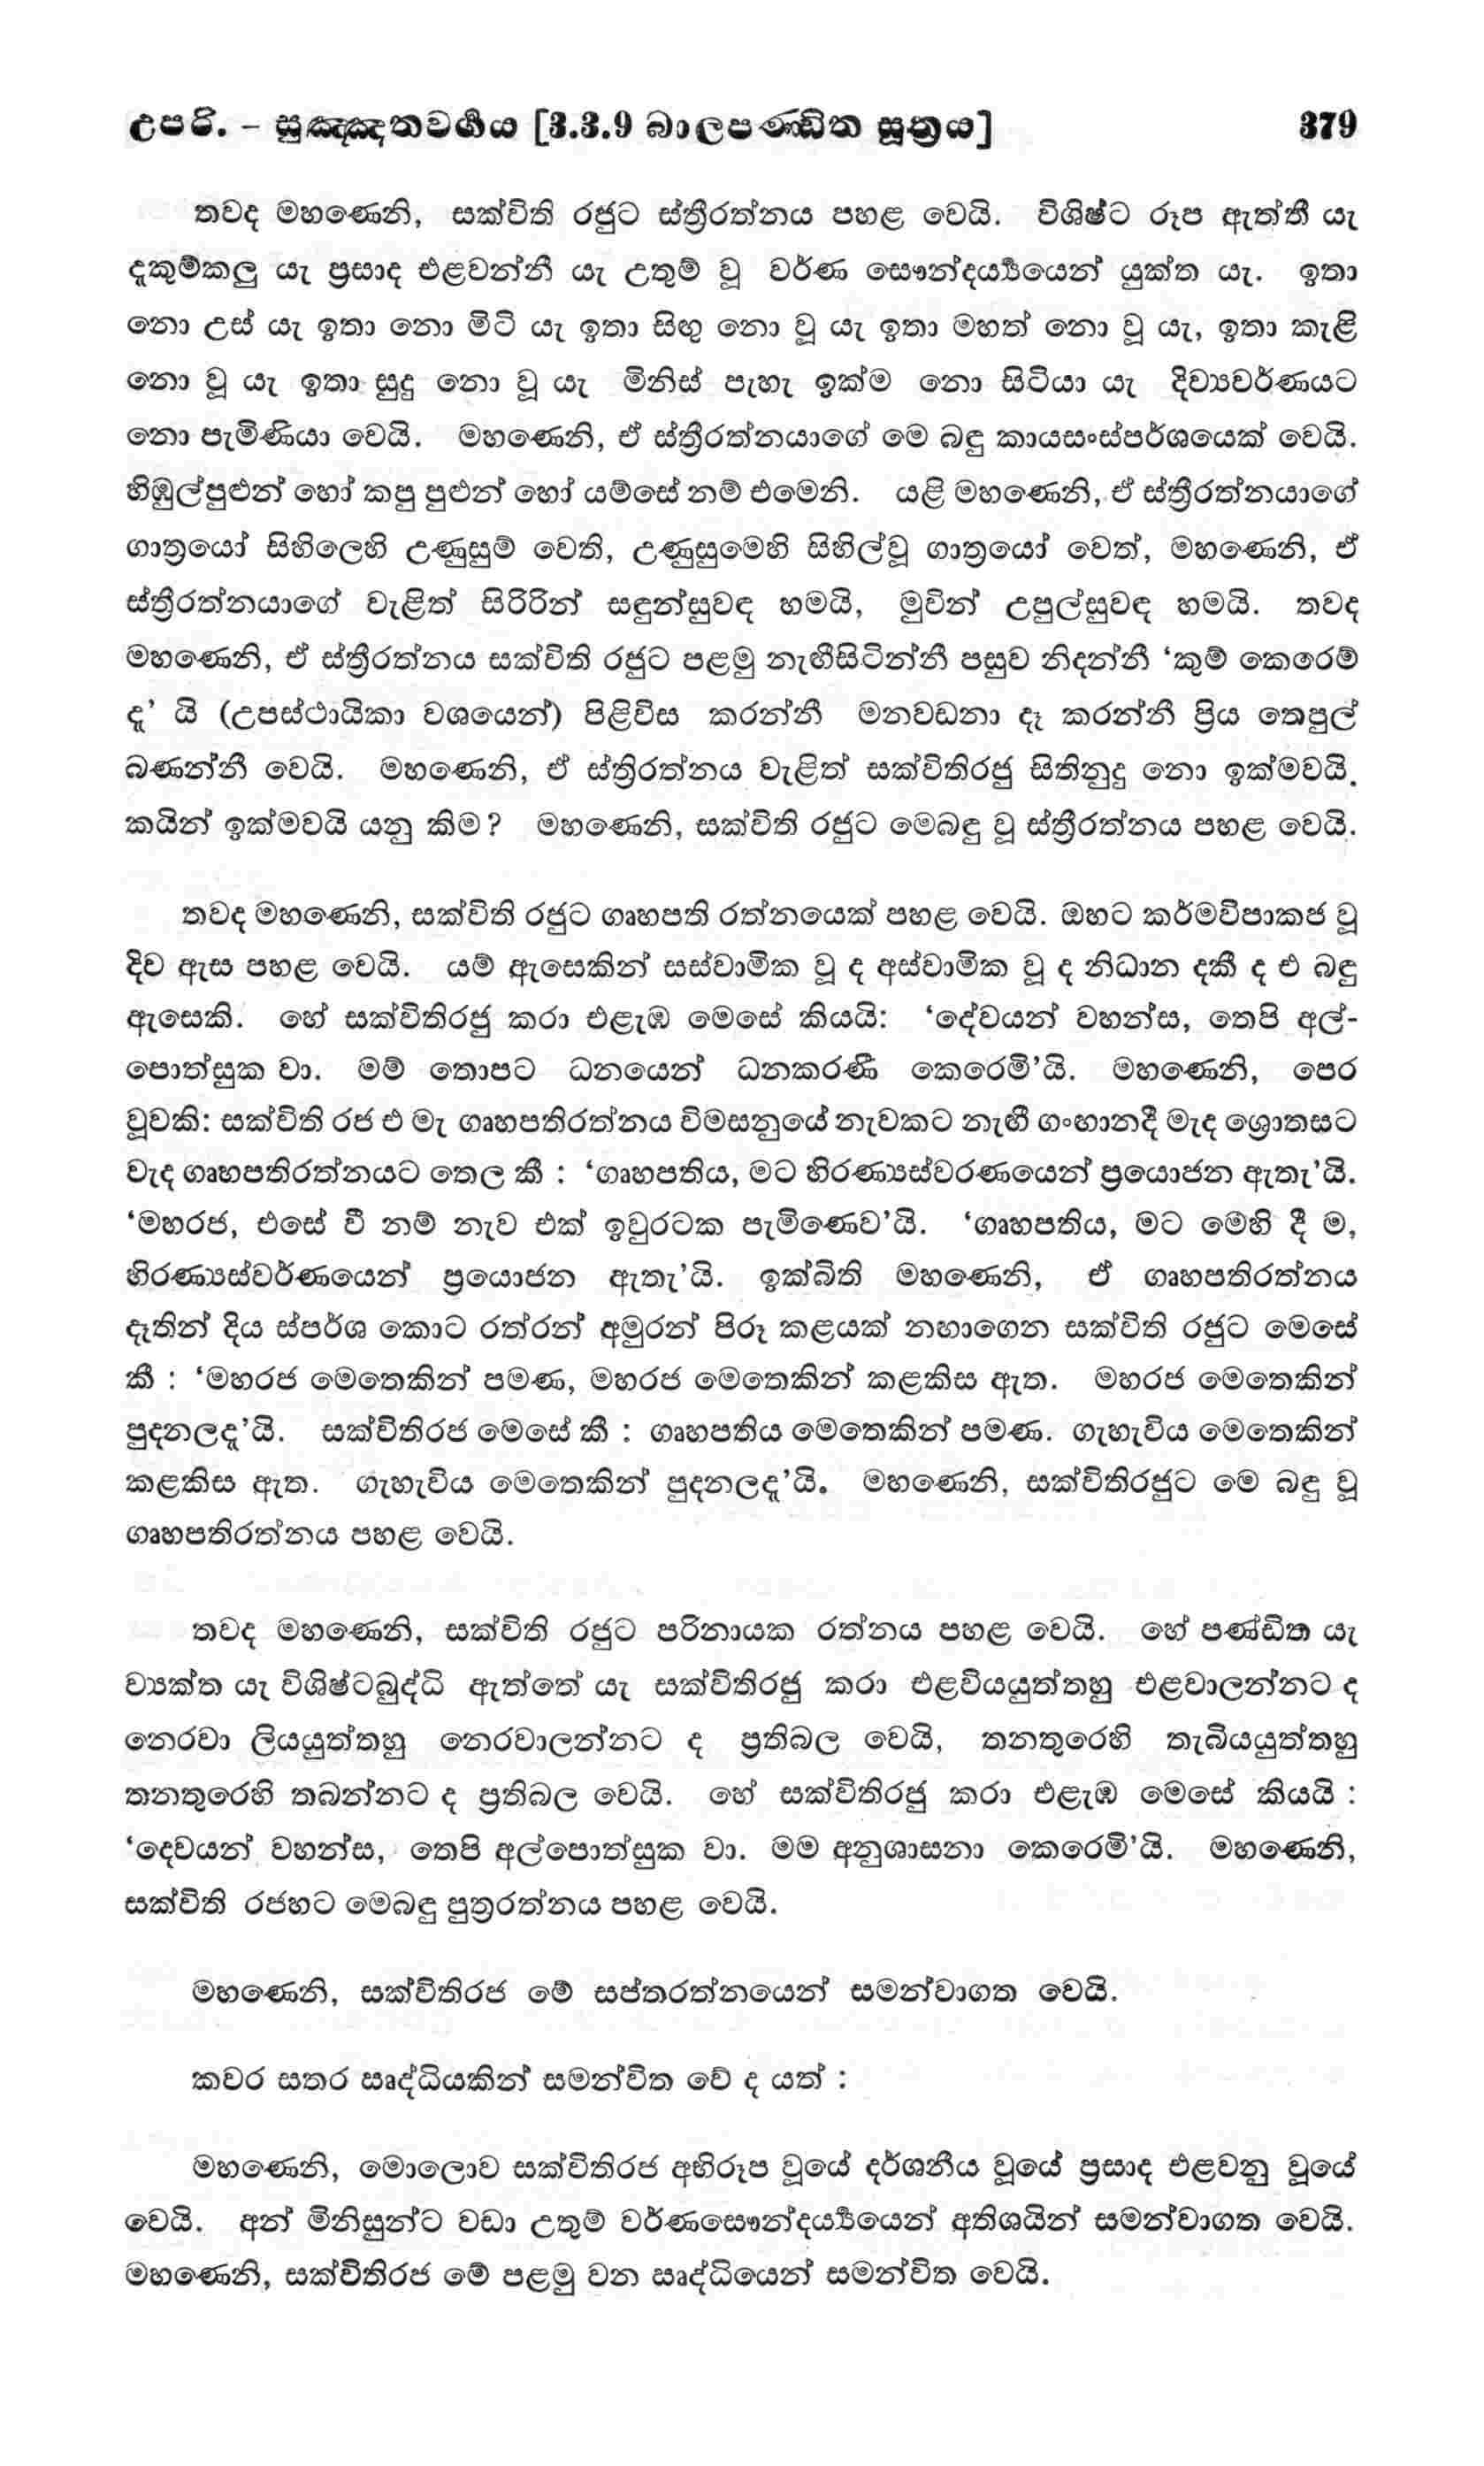 උපරි. – සුඤ්ඤතවර්‍ගය [3.3.9 බාලපණ්ඩිත සූත්‍රය] 379
තවද මහණෙනි, සක්විති රජුට ස්ත්‍රීරත්නය පහළ වෙයි. විශිෂ්ට රූප ඇත්තී යැ
දැකුම්කලු යැ ප්‍රසාද එළවන්නී යැ උතුම් වූ වර්ණ සෞන්දර්‍ය්‍යයෙන් යුක්ත යැ. ඉතා
නො උස් යැ ඉතා නො මිටි යැ ඉතා සිඟු නො වූ යැ ඉතා මහත් නො වූ යැ, ඉතා කැළි
නො වූ යැ ඉතා සුදු නො වූ යැ මිනිස් පැහැ ඉක්ම නො සිටියා යැ දිව්‍යවර්ණයට
නො පැමිණියා වෙයි. මහණෙනි, ඒ ස්ත්‍රීරත්නයාගේ මෙ බඳු කායසංස්පර්ශයෙක් වෙයි.
හිඹුල්පුළුන් හෝ කපු පුළුන් හෝ යම්සේ නම් එමෙනි. යළි මහණෙනි, ඒ ස්ත්‍රීරත්නයාගේ
ගාත්‍රයෝ සිහිලෙහි උණුසුම් වෙති, උණුසුමෙහි සිහිල්වූ ගාත්‍රයෝ වෙත්, මහණෙනි, ඒ
ස්ත්‍රීරත්නයාගේ වැළිත් සිරිරින් සඳුන්සුවඳ හමයි, මුවින් උපුල්සුවඳ හමයි. තවද
මහණෙනි, ඒ ස්ත්‍රීරත්නය සක්විති රජුට පළමු නැඟීසිටින්නී පසුව නිදන්නී ‘කුම් කෙරෙම්
දැ’ යි (උපස්ථායිකා වශයෙන්) පිළිවිස කරන්නී මනවඩනා දෑ කරන්නී ප්‍රිය තෙපුල්
බණන්නී වෙයි. මහණෙනි, ඒ ස්ත්‍රිරත්නය වැළිත් සක්විතිරජු සිතිනුදු නො ඉක්මවයි.
කයින් ඉක්මවයි යනු කිම? මහණෙනි, සක්විති රජුට මෙබඳු වූ ස්ත්‍රීරත්නය පහළ වෙයි.
තවද මහණෙනි, සක්විති රජුට ගෘහපති රත්නයෙක් පහළ වෙයි. ඔහට කර්මවිපාකජ වූ
දිව ඇස පහළ වෙයි. යම් ඇසෙකින් සස්වාමික වූ ද අස්වාමික වූ ද නිධාන දකී ද එ බඳු
ඇසෙකි. හේ සක්විතිරජු කරා එළැඹ මෙසේ කියයි: ‘දේවයන් වහන්ස, තෙපි අල්-
පොත්සුක වා. මම් තොපට ධනයෙන් ධනකරණී කෙරෙමි’යි. මහණෙනි, පෙර
වූවකි: සක්විති රජ එ මැ ගෘහපතිරත්නය විමසනුයේ නැවකට නැඟී ගංඟානදී මැද ශ්‍රොතසට
වැද ගෘහපතිරත්නයට තෙල කී : ‘ගෘහපතිය, මට හිරණ්‍යස්වරණයෙන් ප්‍රයොජන ඇතැ’යි.
‘මහරජ, එසේ වී නම් නැව එක් ඉවුරටක පැමිණෙව’යි. ‘ගෘහපතිය, මට මෙහි දී ම,
හිරණ්‍යස්වර්ණයෙන් ප්‍රයොජන ඇතැ’යි. ඉක්බිති මහණෙනි, ඒ ගෘහපතිරත්නය
දෑතින් දිය ස්පර්ශ කොට රත්රන් අමුරන් පිරූ කළයක් නඟාගෙන සක්විති රජුට මෙසේ
කී : ‘මහරජ මෙතෙකින් පමණ, මහරජ මෙතෙකින් කළකිස ඇත. මහරජ මෙතෙකින්
පුදනලදැ’යි. සක්විතිරජ මෙසේ කී : ගෘහපතිය මෙතෙකින් පමණ. ගැහැවිය මෙතෙකින්
කළකිස ඇත. ගැහැවිය මෙතෙකින් පුදනලදැ’යි. මහණෙනි, සක්විතිරජුට මෙ බඳු වූ
ගෘහපතිරත්නය පහළ වෙයි.
තවද මහණෙනි, සක්විති රජුට පරිනායක රත්නය පහළ වෙයි. හේ පණ්ඩිත යැ
ව්‍යක්ත යැ විශිෂ්ටබුද්ධි ඇත්තේ යැ සක්විතිරජු කරා එළවියයුත්තහු එළවාලන්නට ද
නෙරවා ලියයුත්තහු නෙරවාලන්නට ද ප්‍රතිබල වෙයි, තනතුරෙහි තැබියයුත්තහු
තනතුරෙහි තබන්නට ද ප්‍රතිබල වෙයි. හේ සක්විතිරජු කරා එළැඹ මෙසේ කියයි :
‘දෙවයන් වහන්ස, තෙපි අල්පොත්සුක වා. මම අනුශාසනා කෙරෙමි’යි. මහණෙනි,
සක්විති රජහට මෙබඳු පුත්‍රරත්නය පහළ වෙයි.
මහණෙනි, සක්විතිරජ මේ සප්තරත්නයෙන් සමන්වාගත වෙයි.
කවර සතර ඍද්ධියකින් සමන්විත වේ ද යත් :
මහණෙනි, මොලොව සක්විතිරජ අභිරූප වූයේ දර්ශනීය වූයේ ප්‍රසාද එළවනු වූයේ
වෙයි. අන් මිනිසුන්ට වඩා උතුම් වර්ණසෞන්දර්‍ය්‍යයෙන් අතිශයින් සමන්වාගත වෙයි.
මහණෙනි, සක්විතිරජ මේ පළමු වන ඍද්ධියෙන් සමන්විත වෙයි.